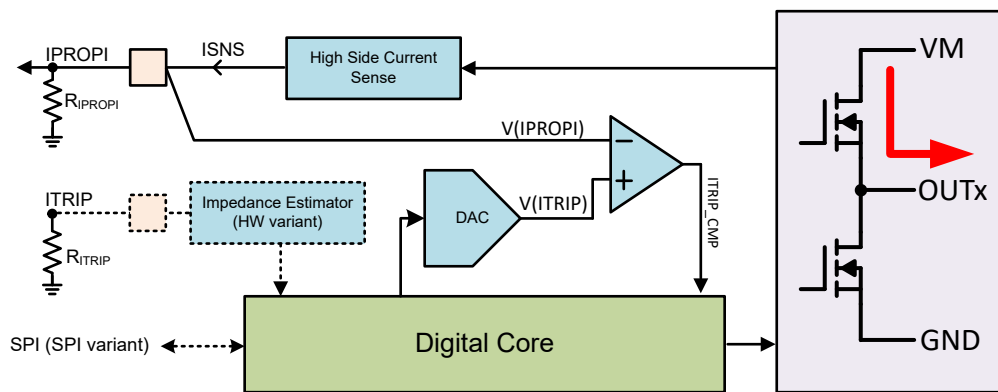 IPROPI
ISNS
High Side Current
Sense
VM
RIPROPI
V(IPROPI)
−
+
ITRIP
Impedance Estimator
(HW variant)
DAC
V(ITRIP)
ITRIP_CMP
OUTx
RITRIP
SPI (SPI variant)
Digital Core
GND